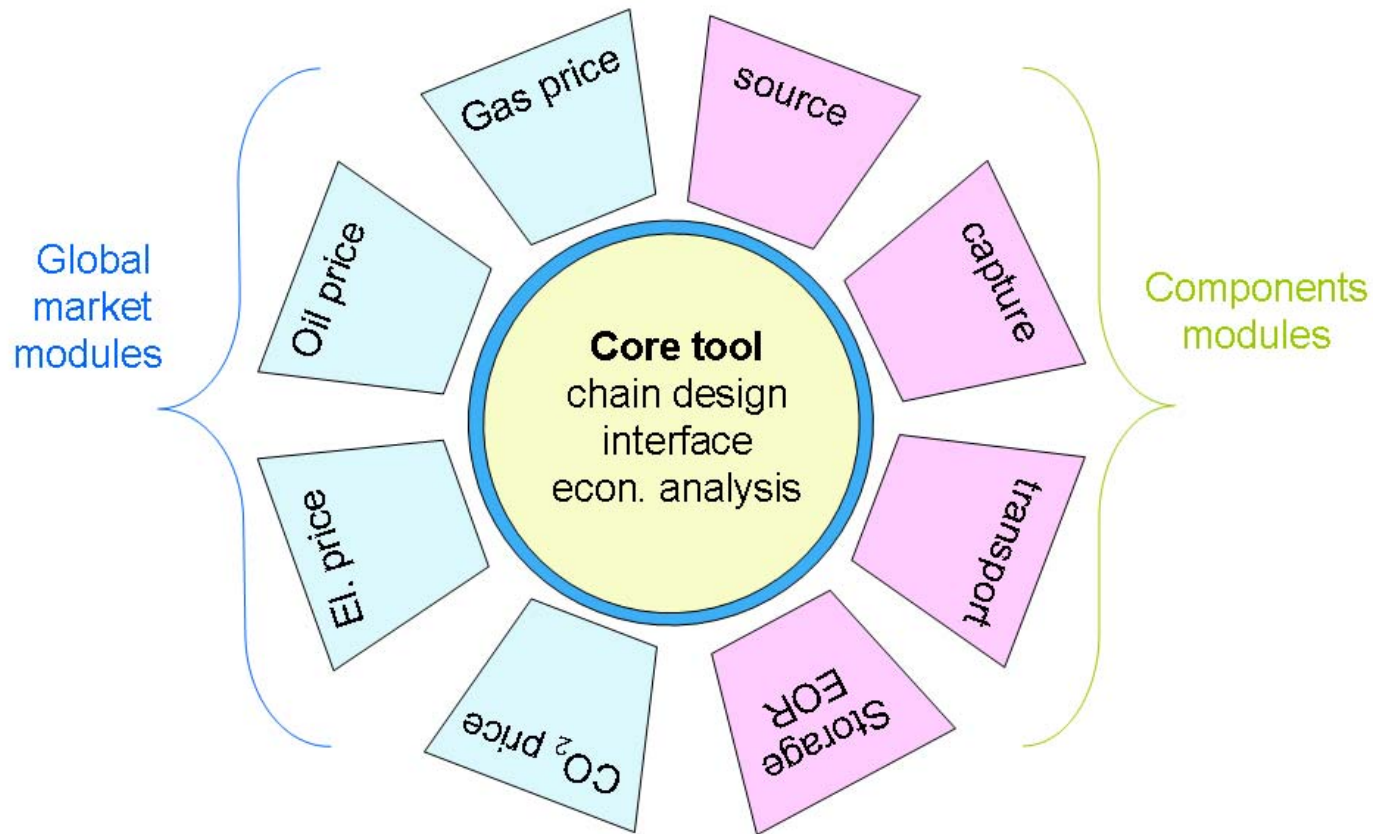 Gas price
source
Oil price
capture
Global
market
modules
Components
modules
Core tool
chain design
interface
econ. analysis
El. price
transport
CO₂ price
Storage
EOR